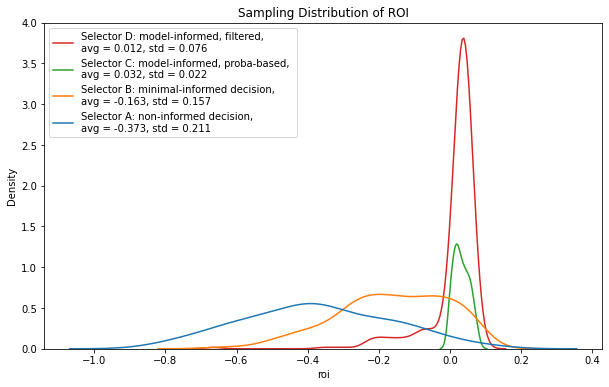 Sampling Distribution of ROI
Selector D: model-informed, filtered,
avg = 0.012, std = 0.076
Selector C: model-informed, proba-based,
avg = 0.032, std = 0.022
Selector B: minimal-informed decision,
avg = -0.163, std = 0.157
Selector A: non-informed decision,
avg = -0.373, std = 0.211
Density
4.0
3.5
3.0
2.5
2.0
1.5
1.0
0.5
0.0
−1.0 −0.8 −0.6 −0.4 −0.2 0.0 0.2 0.4
roi